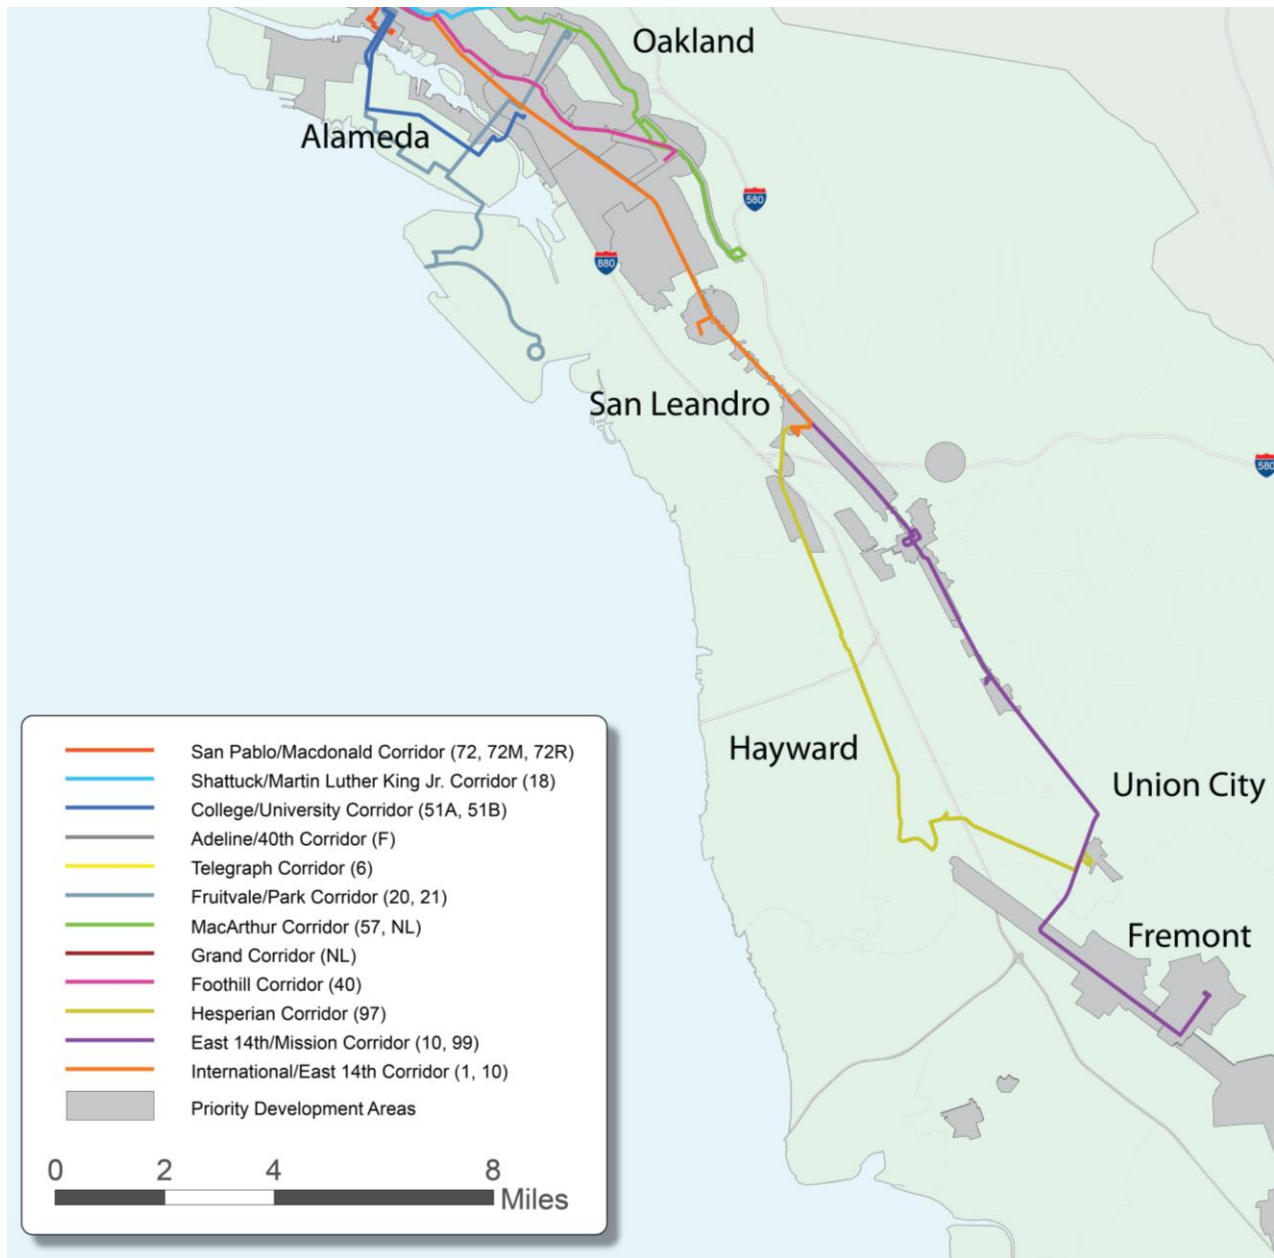 Oakland
Alameda
580
880
San Leandro
580
Hayward
Union City
Fremont
San Pablo/Macdonald Corridor (72, 72M, 72R)
Shattuck/Martin Luther King Jr. Corridor (18)
College/University Corridor (51A, 51B)
Adeline/40th Corridor (F)
Telegraph Corridor (6)
Fruitvale/Park Corridor (20, 21)
MacArthur Corridor (57, NL)
Grand Corridor (NL)
Foothill Corridor (40)
Hesperian Corridor (97)
East 14th/Mission Corridor (10, 99)
International/East 14th Corridor (1, 10)
Priority Development Areas
0 2 4 8
Miles